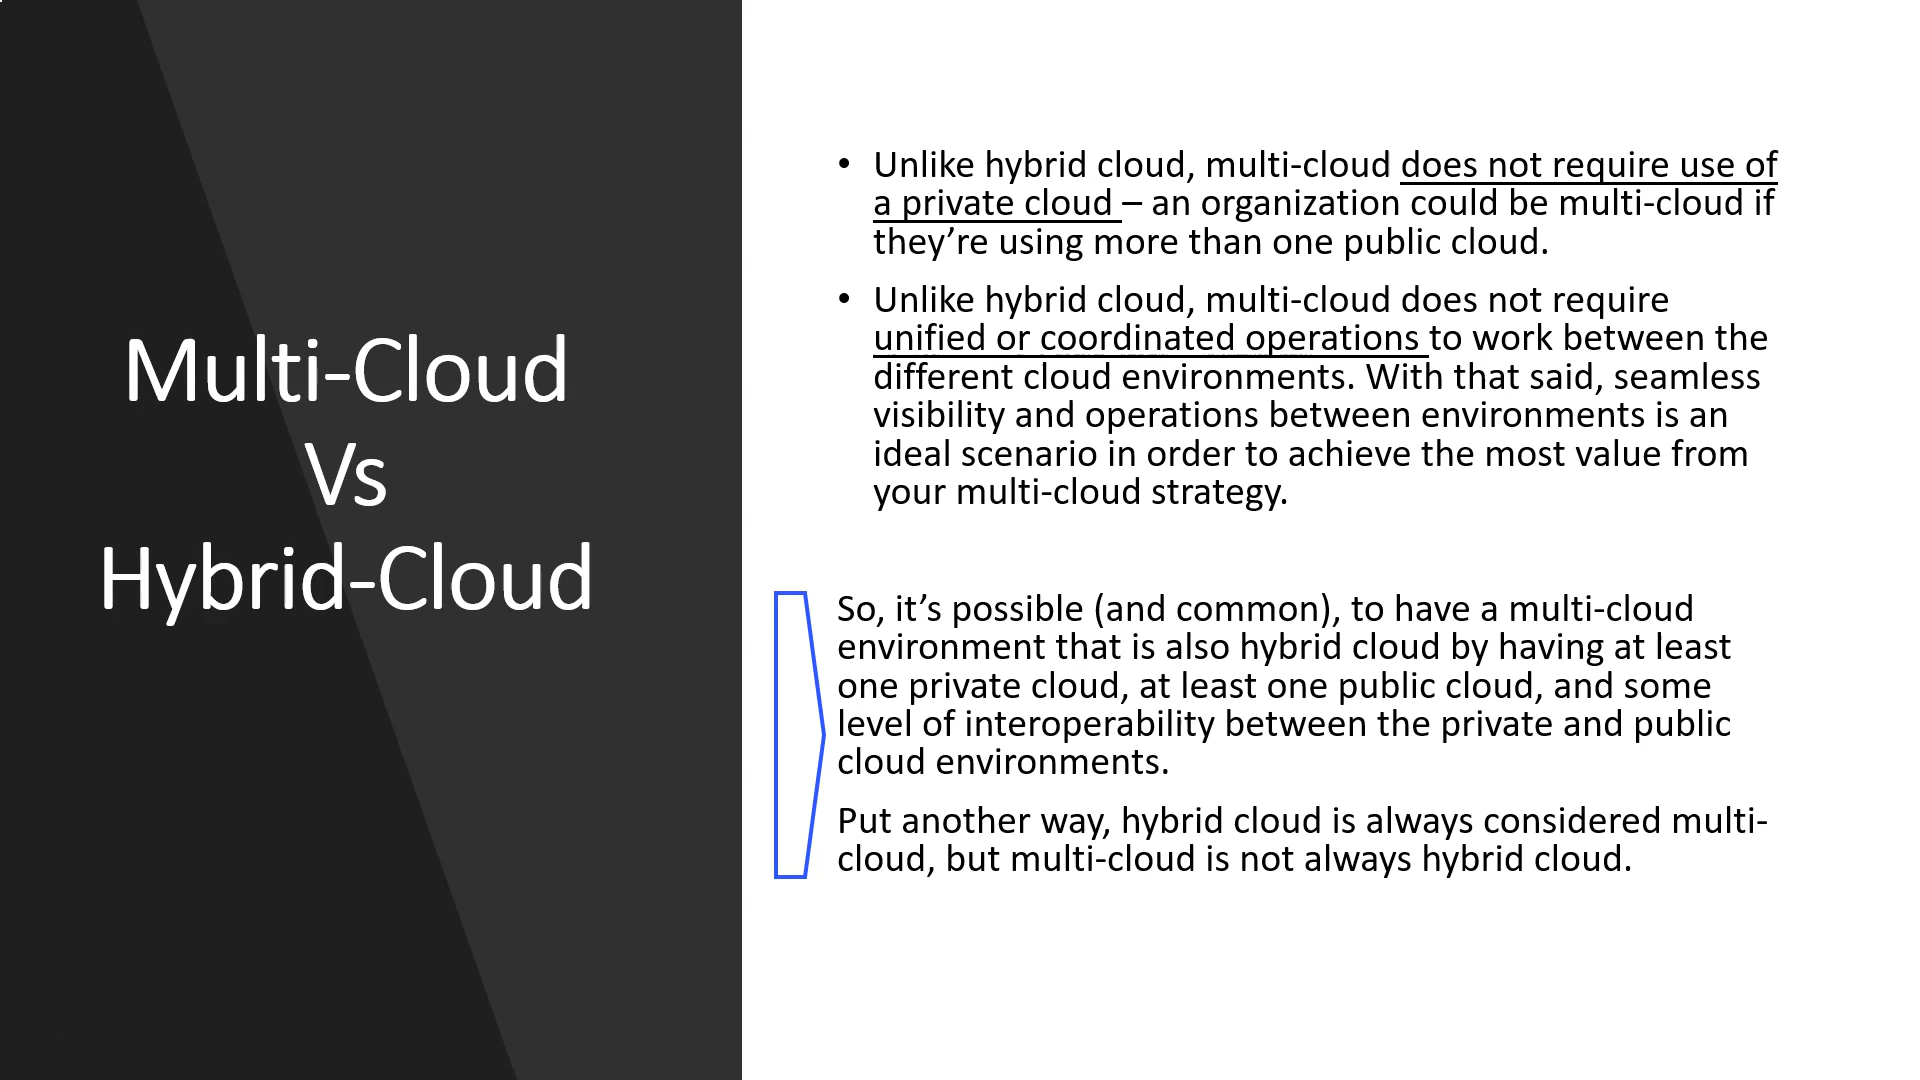 Multi-Cloud
Vs
Hybrid-Cloud
• Unlike hybrid cloud, multi-cloud does not require use of
a private cloud – an organization could be multi-cloud if
they’re using more than one public cloud.
• Unlike hybrid cloud, multi-cloud does not require
unified or coordinated operations to work between the
different cloud environments. With that said, seamless
visibility and operations between environments is an
ideal scenario in order to achieve the most value from
your multi-cloud strategy.
So, it’s possible (and common), to have a multi-cloud
environment that is also hybrid cloud by having at least
one private cloud, at least one public cloud, and some
level of interoperability between the private and public
cloud environments.
Put another way, hybrid cloud is always considered multi-
cloud, but multi-cloud is not always hybrid cloud.